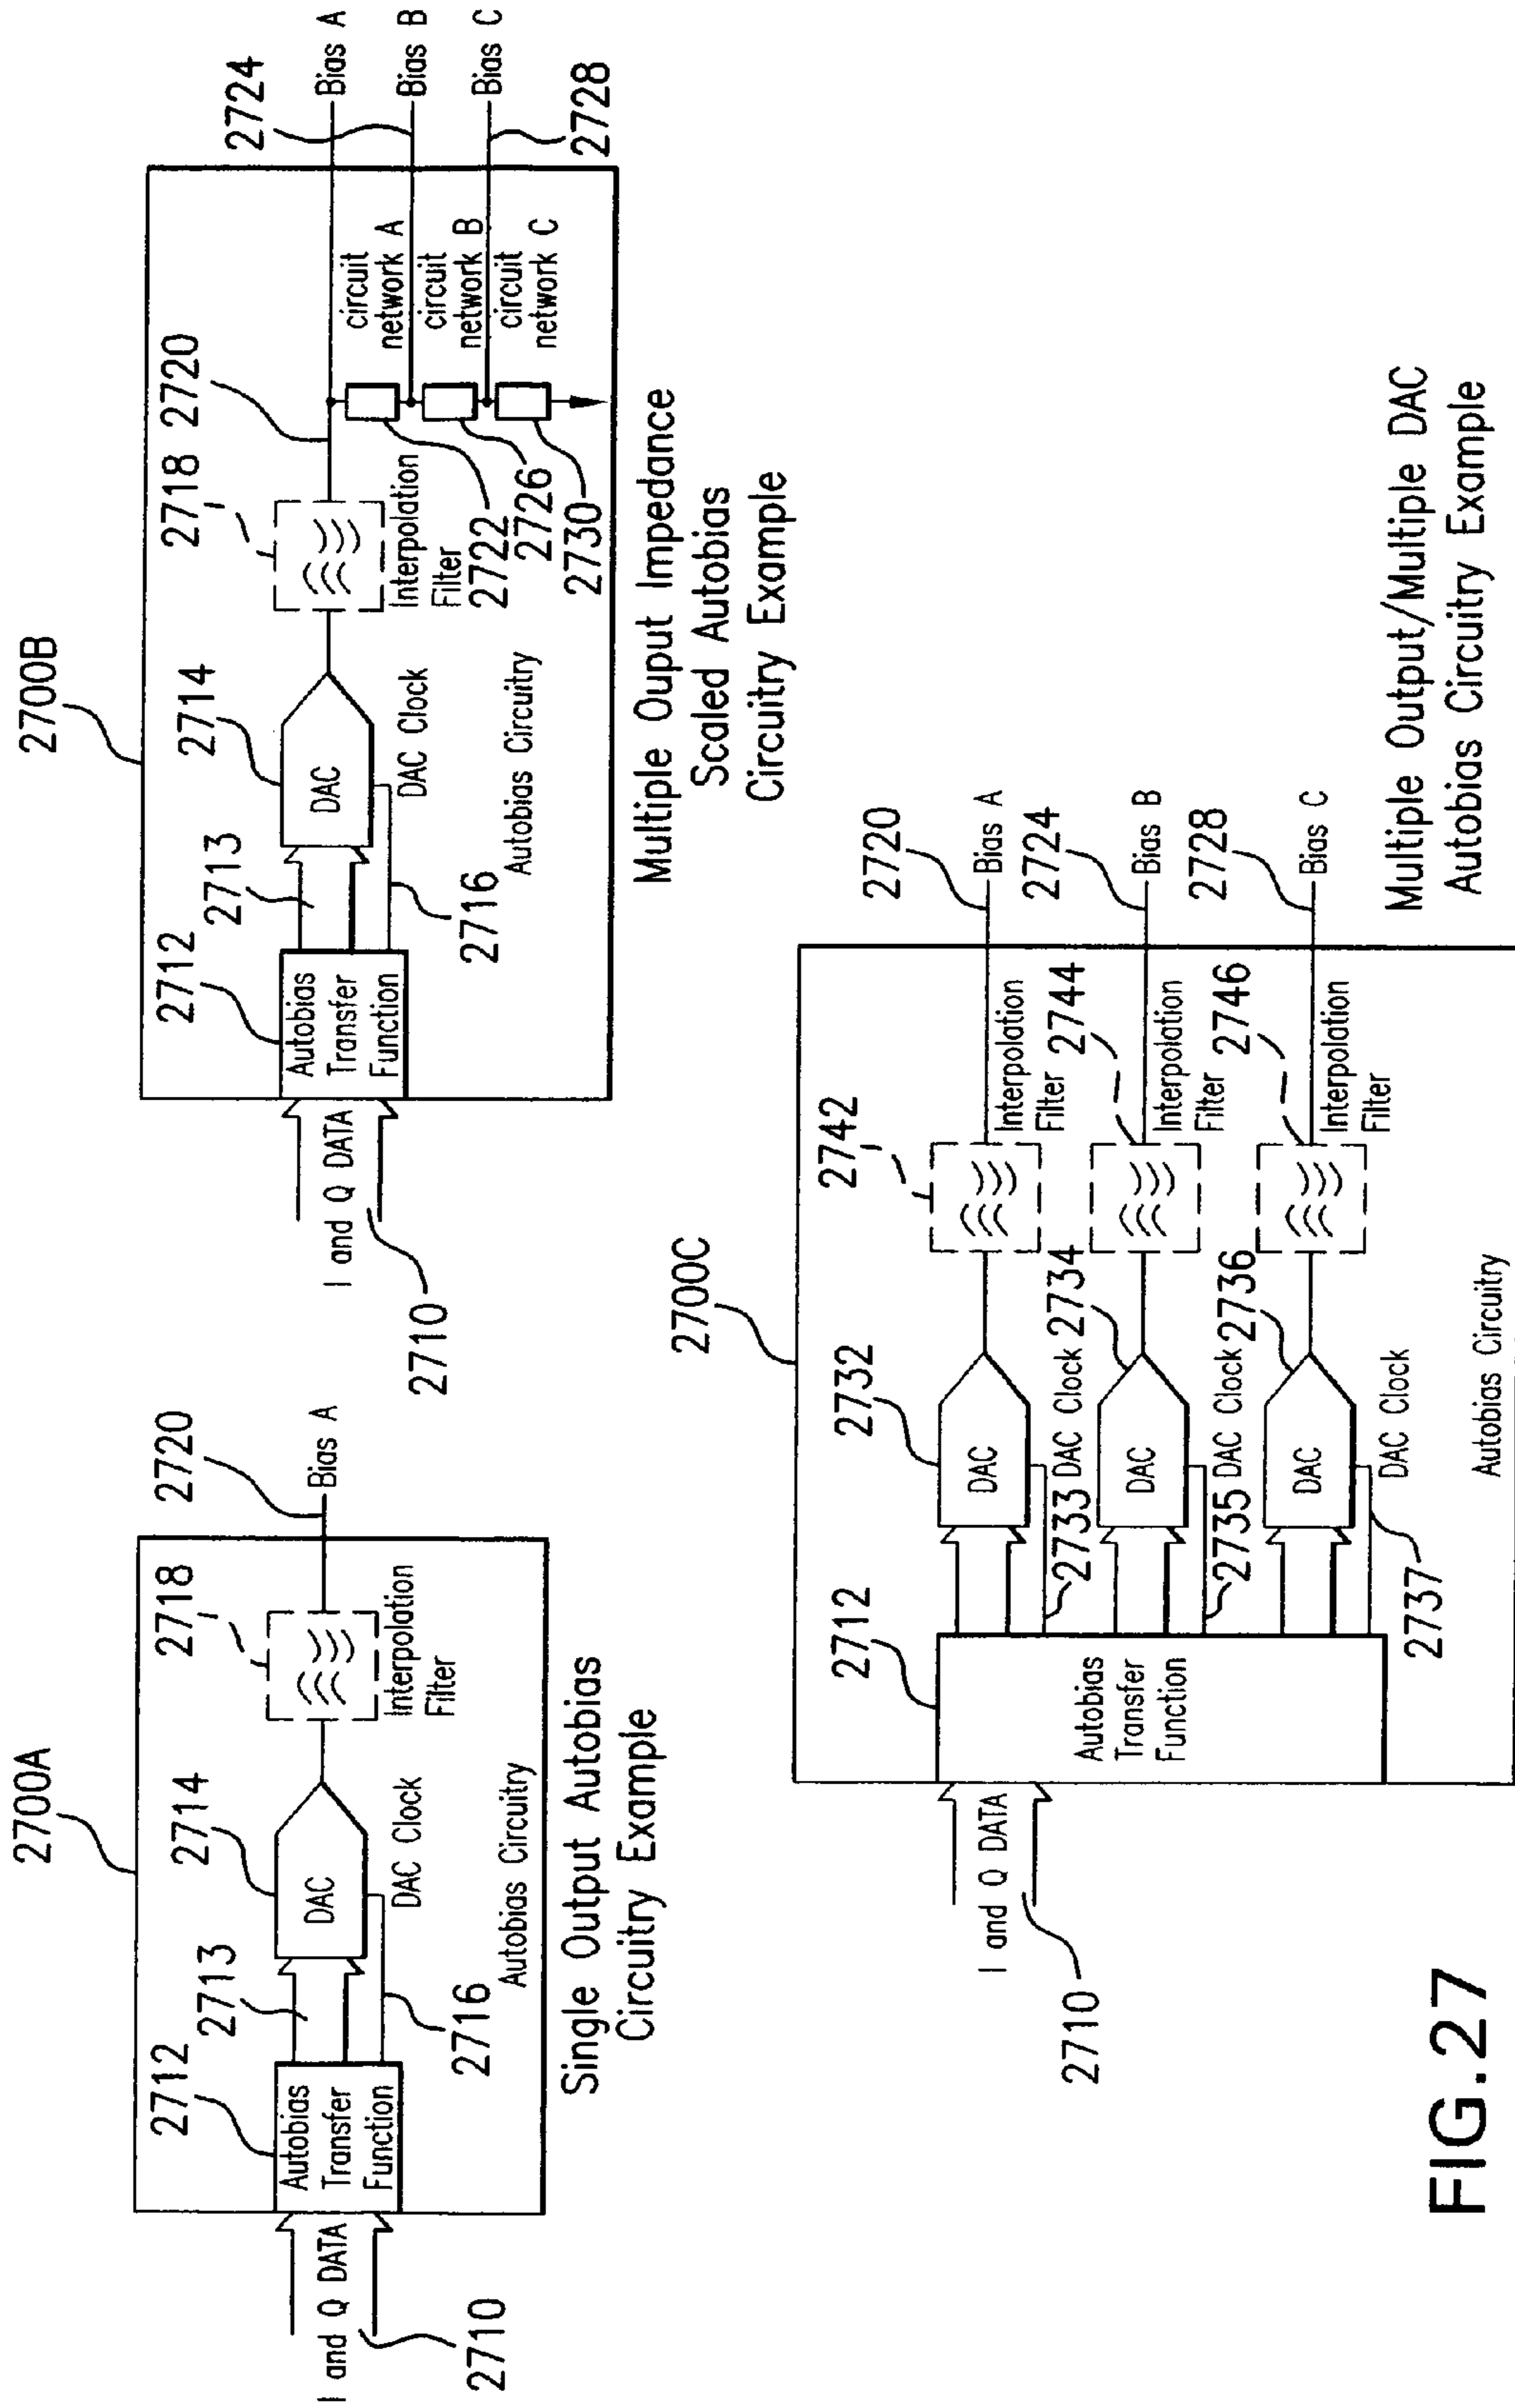 2700A
2712
2713
2714
2718
2720
I and Q DATA
Autobias
Transfer
Function
DAC
Interpolation
Filter
Bias A
2710
2716
DAC Clock
Autobias Circuitry
Single Output Autobias
Circuitry Example
2700B
2712
2713
2714
2718
2720
2724
I and Q DATA
Autobias
Transfer
Function
DAC
Interpolation
Filter
Bias A
circuit
network A
Bias B
circuit
network B
Bias C
circuit
network C
2710
2716
DAC Clock
2722
2726
2730
2728
Autobias Circuitry
Multiple Ouput Impedance
Scaled Autobias
Circuitry Example
2700C
2712
2732
2742
2720
I and Q DATA
Autobias
Transfer
Function
DAC
Interpolation
Filter
Bias A
2710
2733
DAC Clock
2734
2744
2724
DAC
Interpolation
Filter
Bias B
2735
DAC Clock
2736
2746
2728
DAC
Interpolation
Filter
Bias C
2737
DAC Clock
Autobias Circuitry
Multiple Output/Multiple DAC
Autobias Circuitry Example
FIG.27